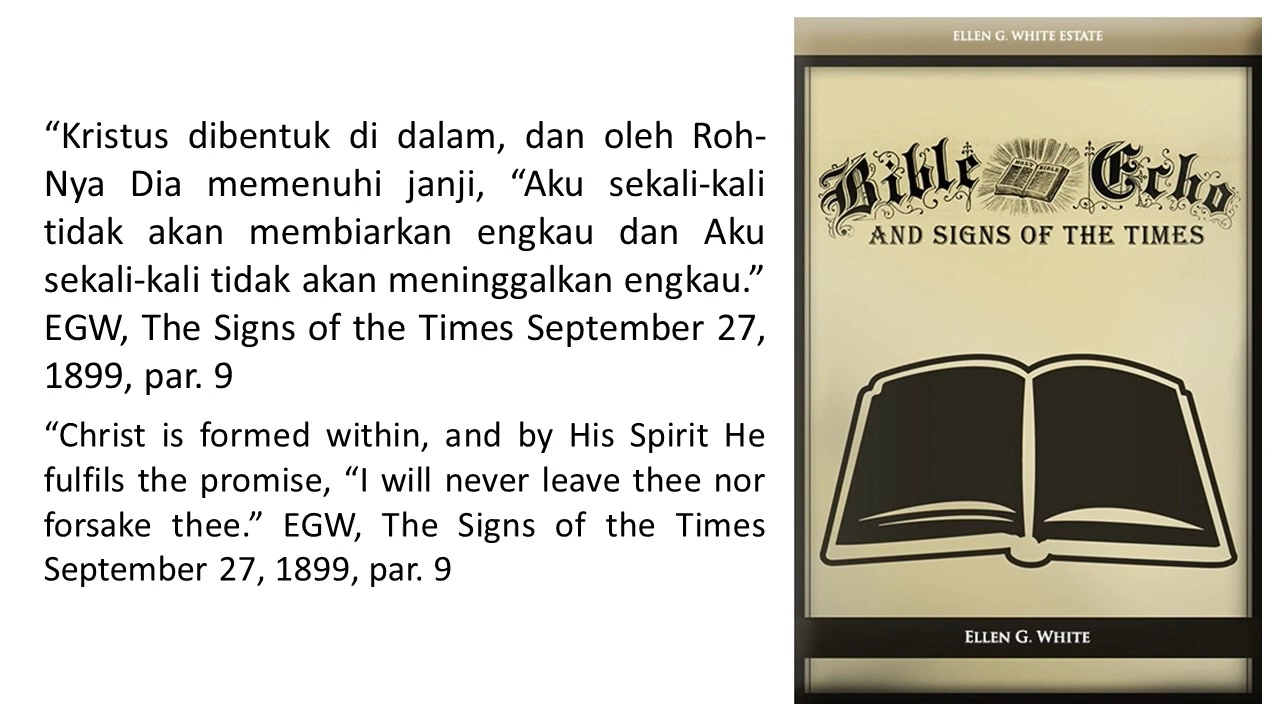 “Kristus dibentuk di dalam, dan oleh Roh-
Nya Dia memenuhi janji, “Aku sekali-kali
tidak akan membiarkan engkau dan Aku
sekali-kali tidak akan meninggalkan engkau.”
EGW, The Signs of the Times September 27,
1899, par. 9
“Christ is formed within, and by His Spirit He
fulfils the promise, “I will never leave thee nor
forsake thee.” EGW, The Signs of the Times
September 27, 1899, par. 9
ELLEN G. WHITE ESTATE
Bible Echo
HOLY BIBLE
AND SIGNS OF THE TIMES
ELLEN G. WHITE